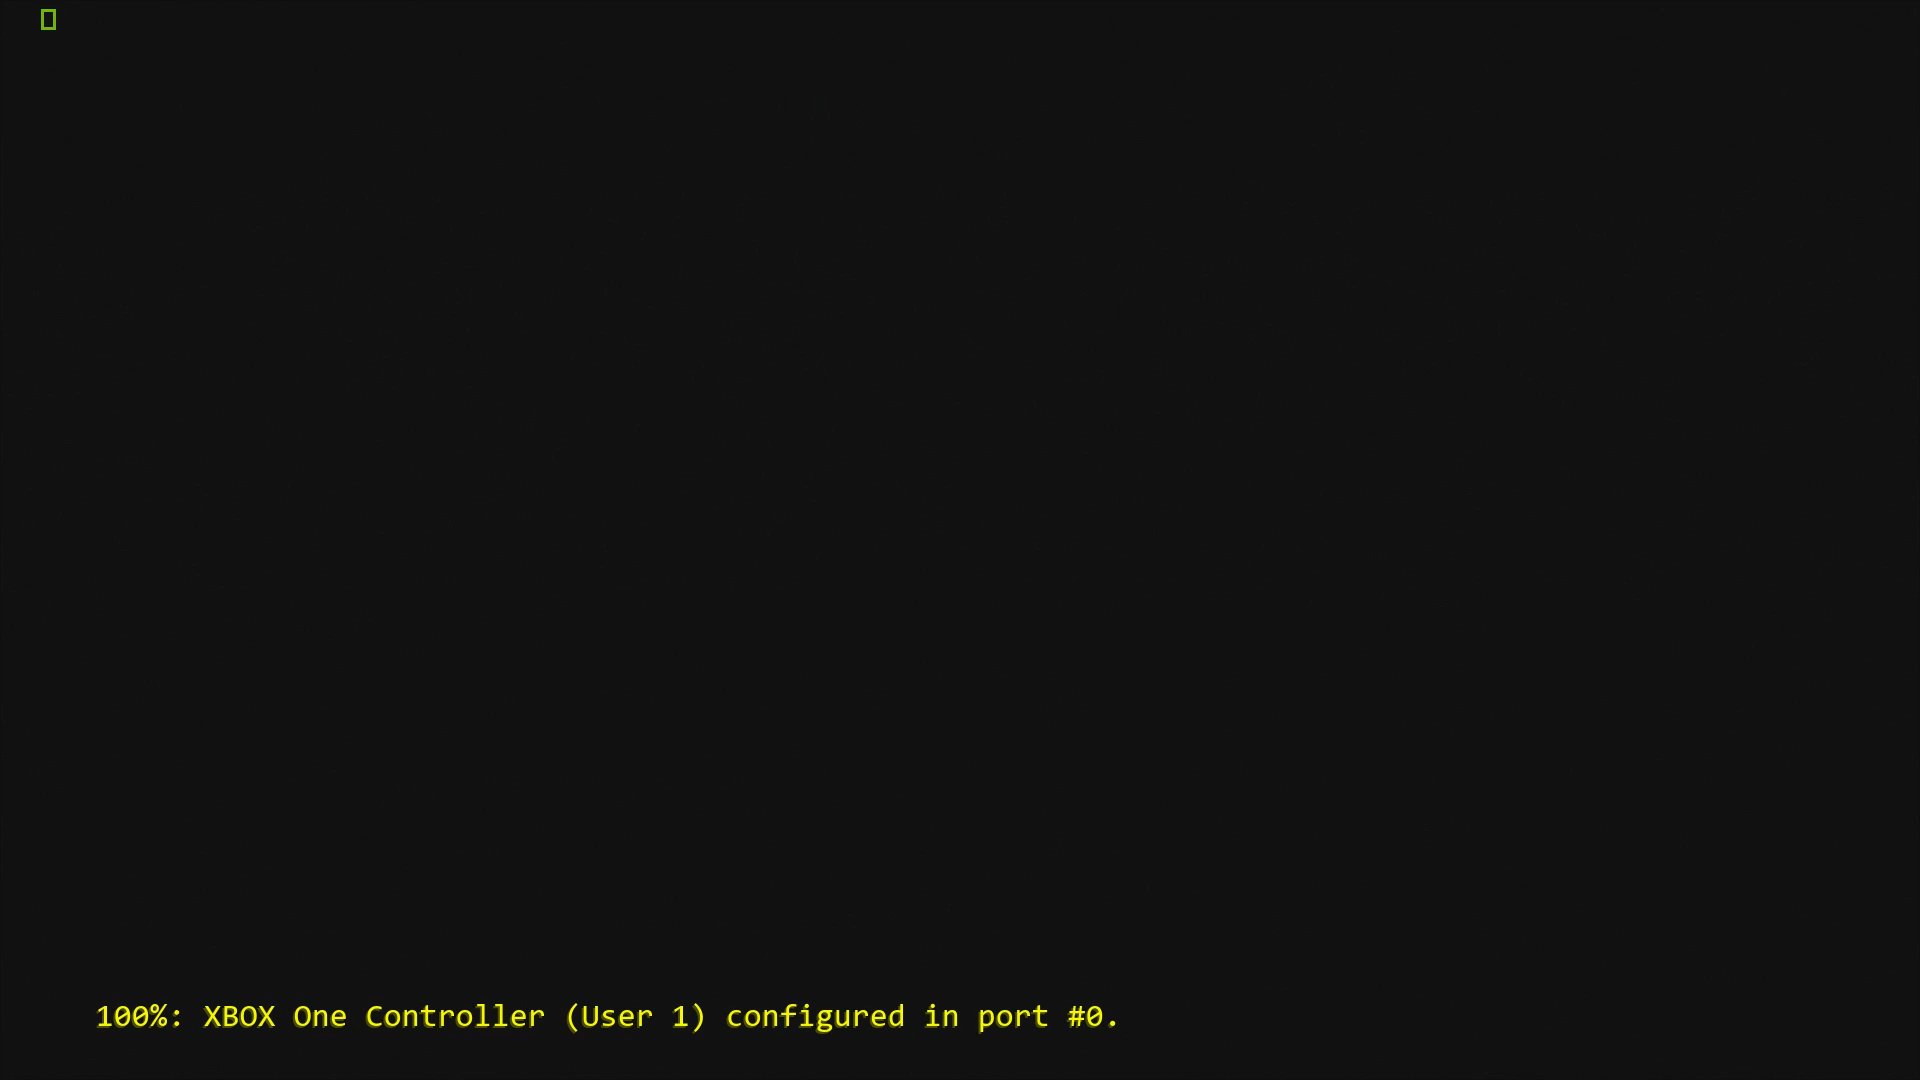 100%: XBOX One Controller (User 1) configured in port #0.